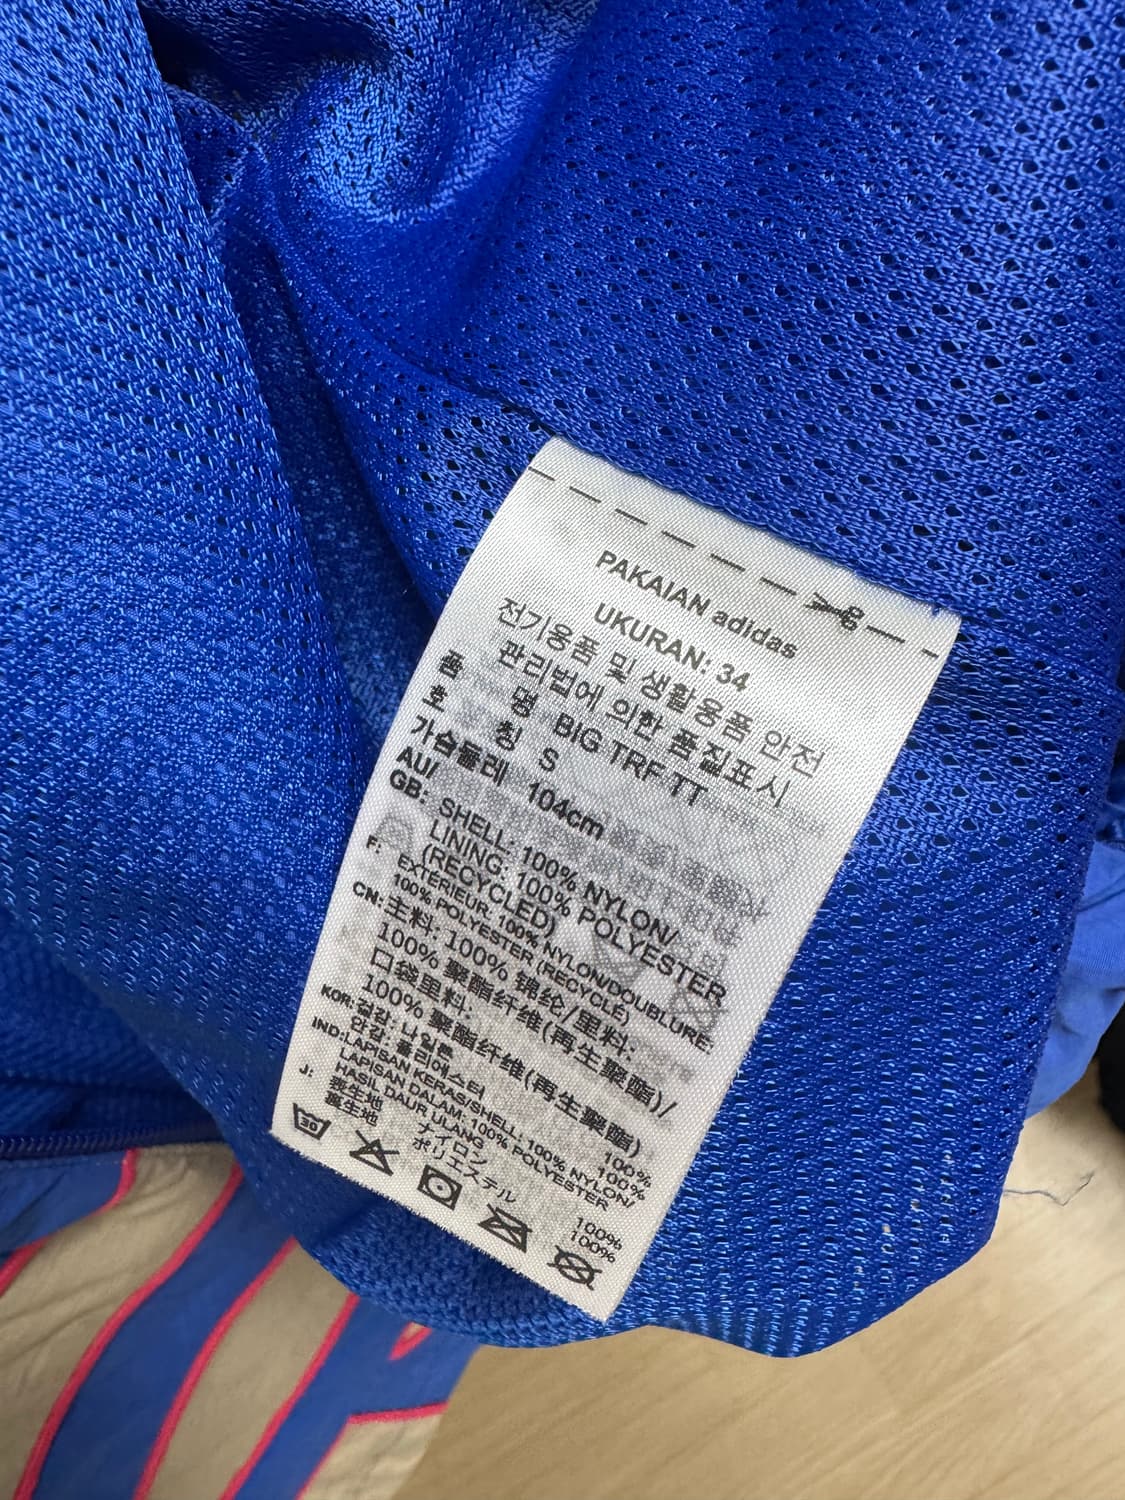 PAKAIAN adidas
UKURAN: 34
전기용품 및 생활용품 안전
관리법에 의한 품질표시
품 명 BIG TRF TT
호 칭 S
가슴둘레 104cm
AU/
GB: SHELL: 100% NYLON/
LINING: 100% POLYESTER
(RECYCLED)
F: EXTÉRIEUR: 100% NYLON/DOUBLURE:
100% POLYESTER (RECYCLÉ)
CN: 主料: 100% 锦纶/里料:
100% 聚酯纤维(再生聚酯)/
口袋里料:
100% 聚酯纤维(再生聚酯)
KOR: 겉감: 나일론 100%
안감: 폴리에스터 100%
IND: LAPISAN KERAS/SHELL: 100% NYLON/
LAPISAN DALAM: 100% POLYESTER
HASIL DAUR ULANG
J: 表生地 ナイロン 100%
裏生地 ポリエステル 100%
30